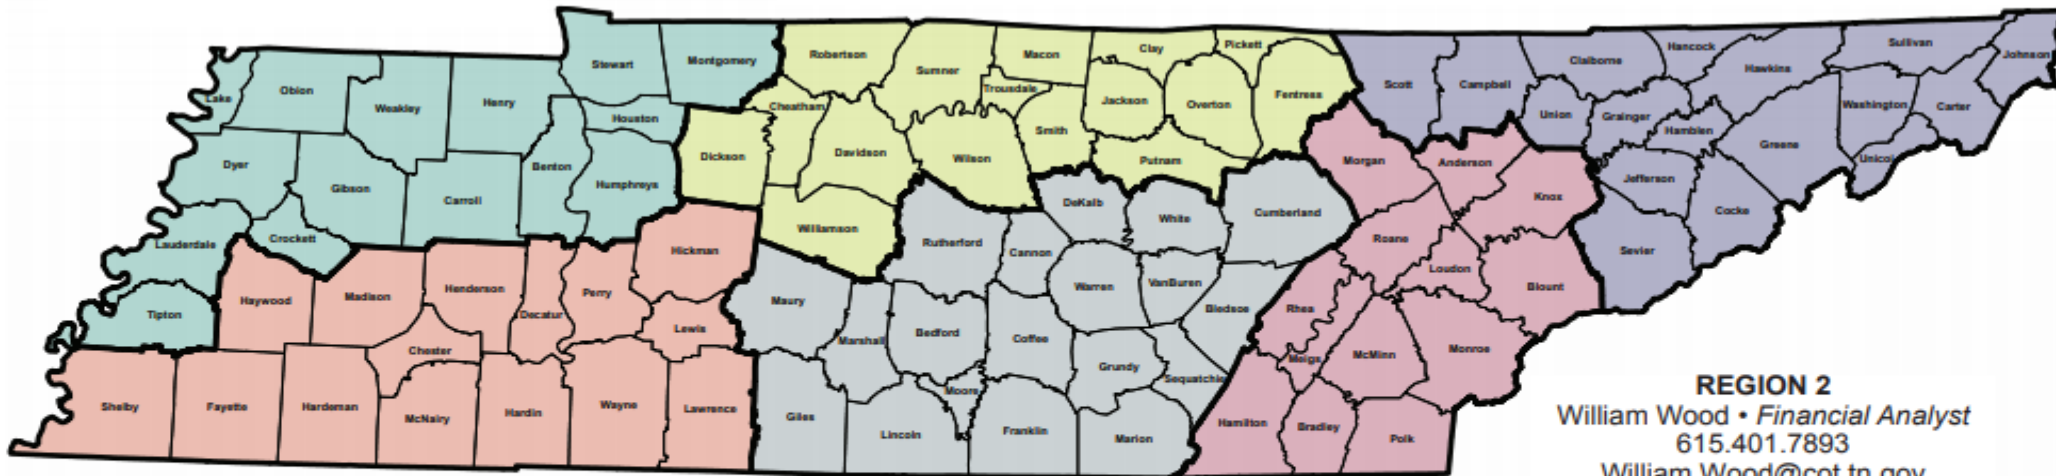 Stewart
Montgomery
Robertson
Sumner
Macon
Clay
Pickett
Scott
Campbell
Claiborne
Hancock
Hawkins
Sullivan
Johnson
Lake
Obion
Weakley
Henry
Houston
Cheatham
Trousdale
Jackson
Overton
Fentress
Union
Grainger
Hamblen
Washington
Carter
Dyer
Gibson
Carroll
Benton
Humphreys
Dickson
Davidson
Wilson
Smith
Putnam
Morgan
Anderson
Knox
Jefferson
Greene
Unicoi
Lauderdale
Crockett
Hickman
Williamson
Rutherford
Cannon
DeKalb
White
Cumberland
Roane
Loudon
Blount
Sevier
Cocke
Tipton
Haywood
Madison
Henderson
Decatur
Perry
Lewis
Maury
Marshall
Bedford
Coffee
Warren
VanBuren
Bledsoe
Rhea
Meigs
McMinn
Monroe
Shelby
Fayette
Hardeman
Chester
McNairy
Hardin
Wayne
Lawrence
Giles
Lincoln
Moore
Franklin
Grundy
Sequatchie
Marion
Hamilton
Bradley
Polk
REGION 2
William Wood • Financial Analyst
615.401.7893
William.Wood@cot.tn.gov